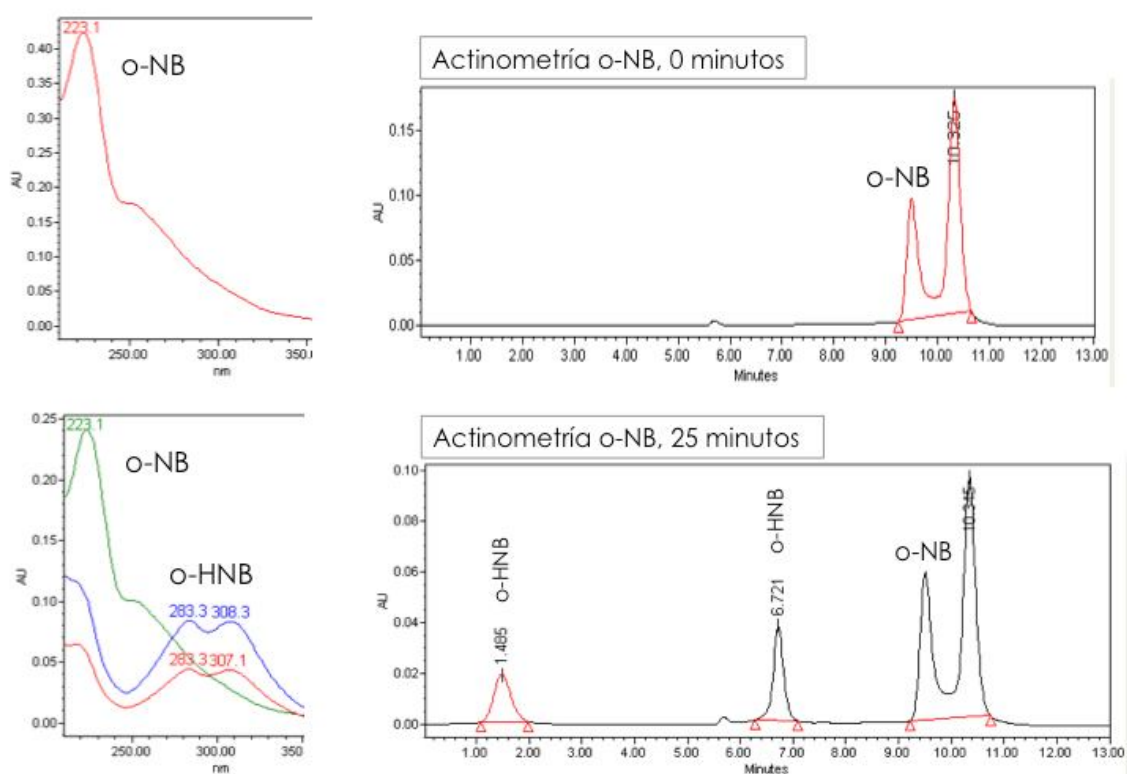 223.1
0.40
0.35
0.30
0.25
0.20
0.15
0.10
0.05
0.00
AU
o-NB
250.00 300.00
nm
Actinometría o-NB, 0 minutos
0.15
0.10
0.05
0.00
AU
o-NB
10.325
1.00 2.00 3.00 4.00 5.00 6.00 7.00 8.00 9.00 10.00 11.00 12.00 13.00
Minutes
0.25
0.20
0.15
0.10
0.05
0.00
AU
223.1
o-NB
o-HNB
283.3 308.3
283.3 307.1
250.00 300.00
nm
Actinometría o-NB, 25 minutos
0.10
0.08
0.06
0.04
0.02
0.00
AU
1.485
o-HNB
6.721
o-HNB
o-NB
1.00 2.00 3.00 4.00 5.00 6.00 7.00 8.00 9.00 10.00 11.00 12.00 13.00
Minutes